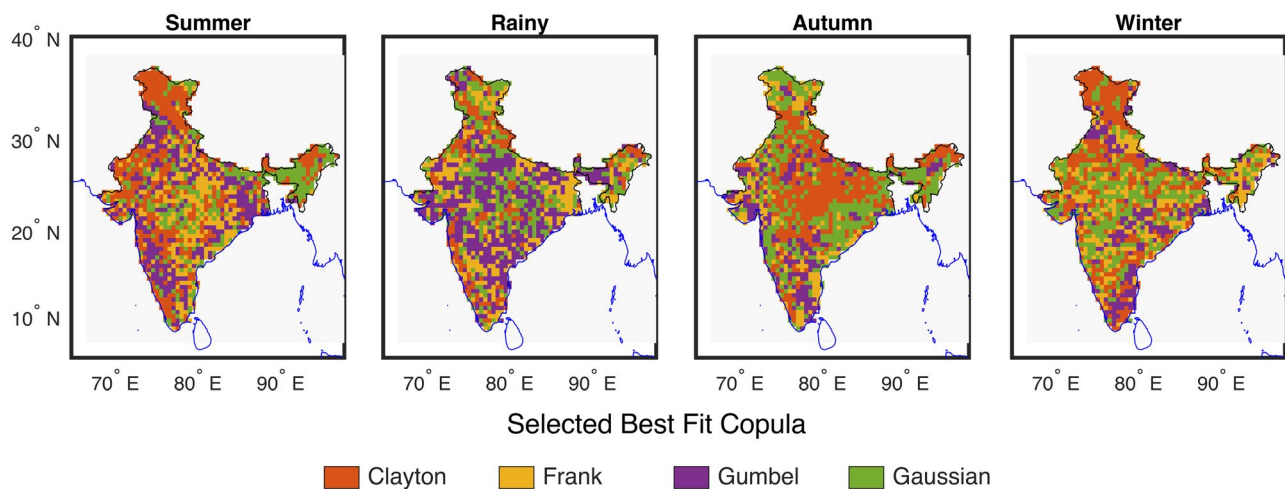 Summer Rainy Autumn Winter
40° N
30° N
20° N
10° N
70° E 80° E 90° E 70° E 80° E 90° E 70° E 80° E 90° E 70° E 80° E 90° E
Selected Best Fit Copula
Clayton Frank Gumbel Gaussian